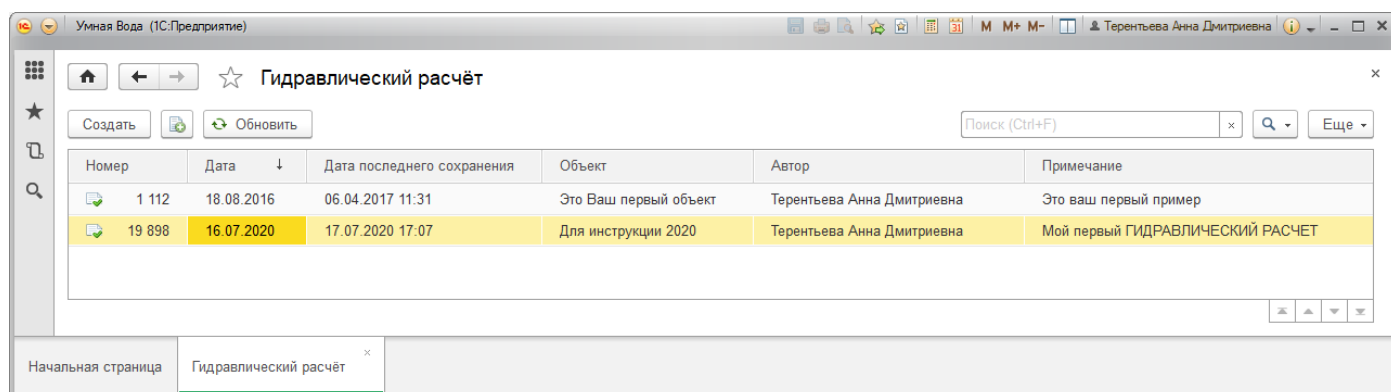 Умная Вода (1С:Предприятие) M M+ M- Терентьева Анна Дмитриевна
Гидравлический расчёт
Создать Обновить Поиск (Ctrl+F) Еще
Номер Дата Дата последнего сохранения Объект Автор Примечание
1 112 18.08.2016 06.04.2017 11:31 Это Ваш первый объект Терентьева Анна Дмитриевна Это ваш первый пример
19 898 16.07.2020 17.07.2020 17:07 Для инструкции 2020 Терентьева Анна Дмитриевна Мой первый ГИДРАВЛИЧЕСКИЙ РАСЧЕТ
Начальная страница Гидравлический расчёт